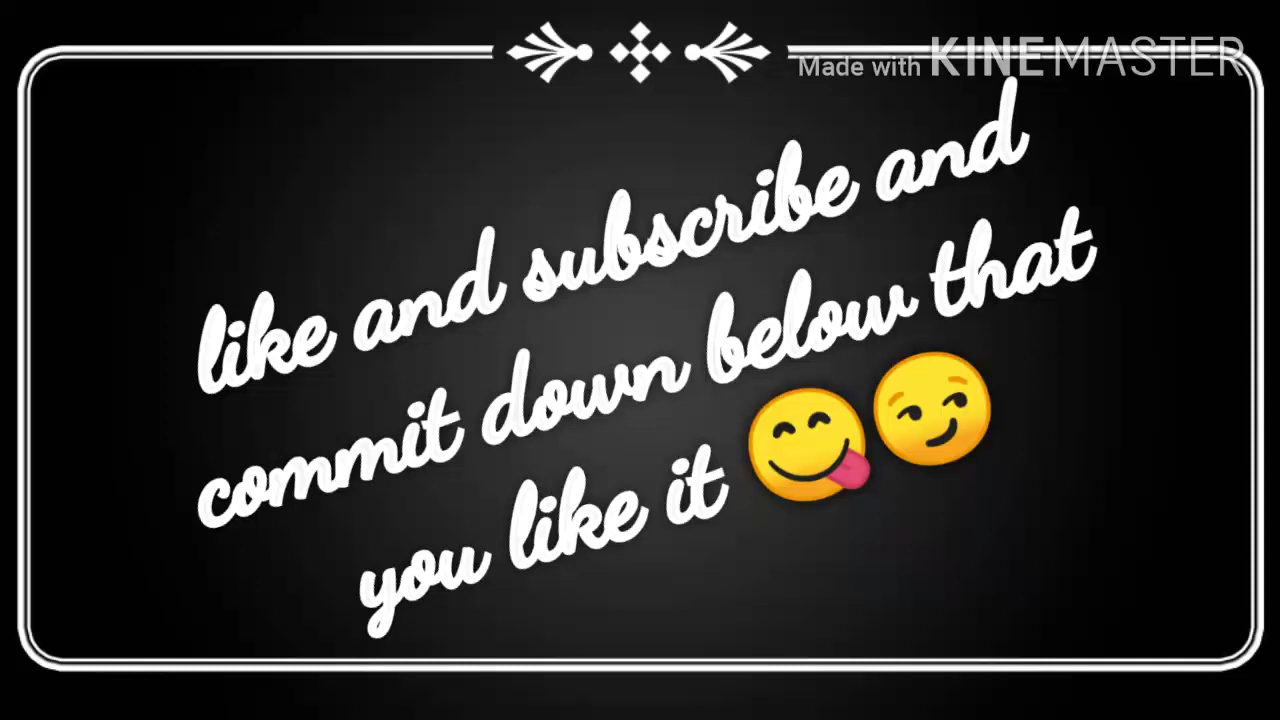 Made with KINEMASTER
like and subscribe and
commit down below that
you like it 😋😏